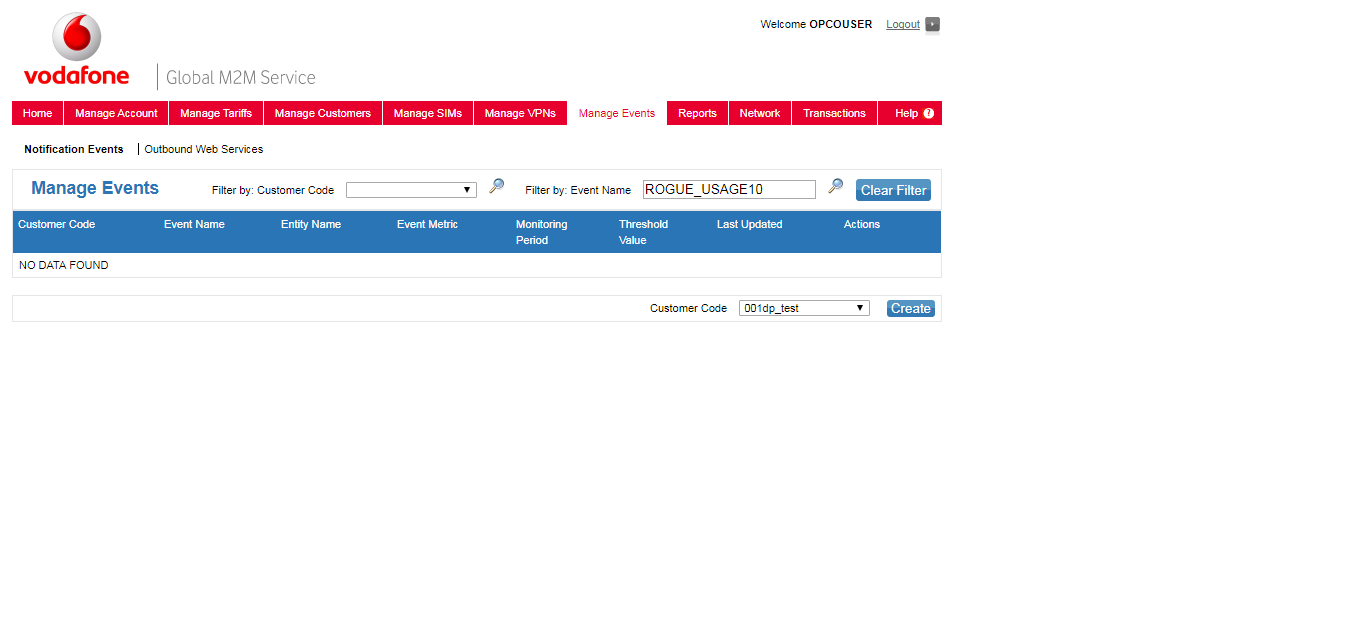 Welcome OPCOUSER Logout
vodafone
Global M2M Service
Home Manage Account Manage Tariffs Manage Customers Manage SIMs Manage VPNs Manage Events Reports Network Transactions Help ?
Notification Events Outbound Web Services
Manage Events Filter by: Customer Code Filter by: Event Name ROGUE_USAGE10 Clear Filter
Customer Code Event Name Entity Name Event Metric Monitoring Period Threshold Value Last Updated Actions
NO DATA FOUND
Customer Code 001dp_test Create